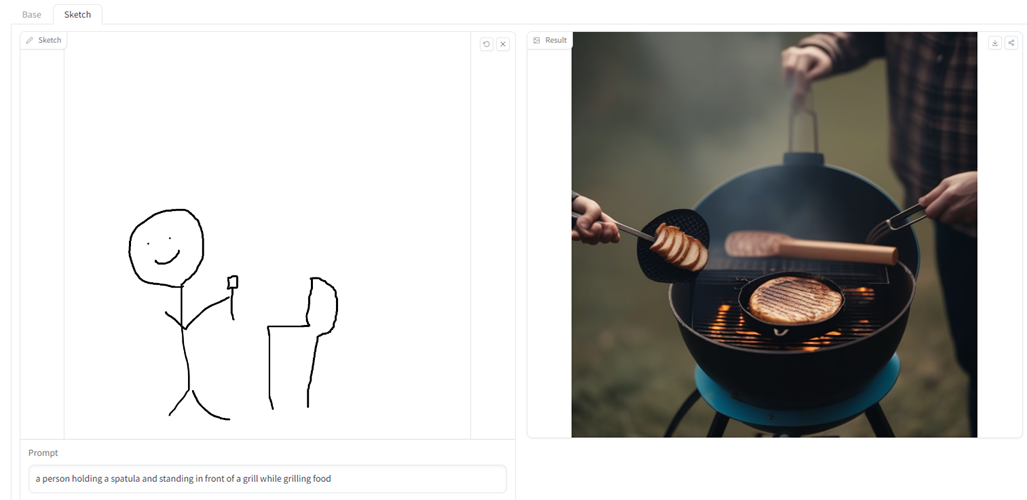 Base Sketch
Sketch
Result
Prompt
a person holding a spatula and standing in front of a grill while grilling food